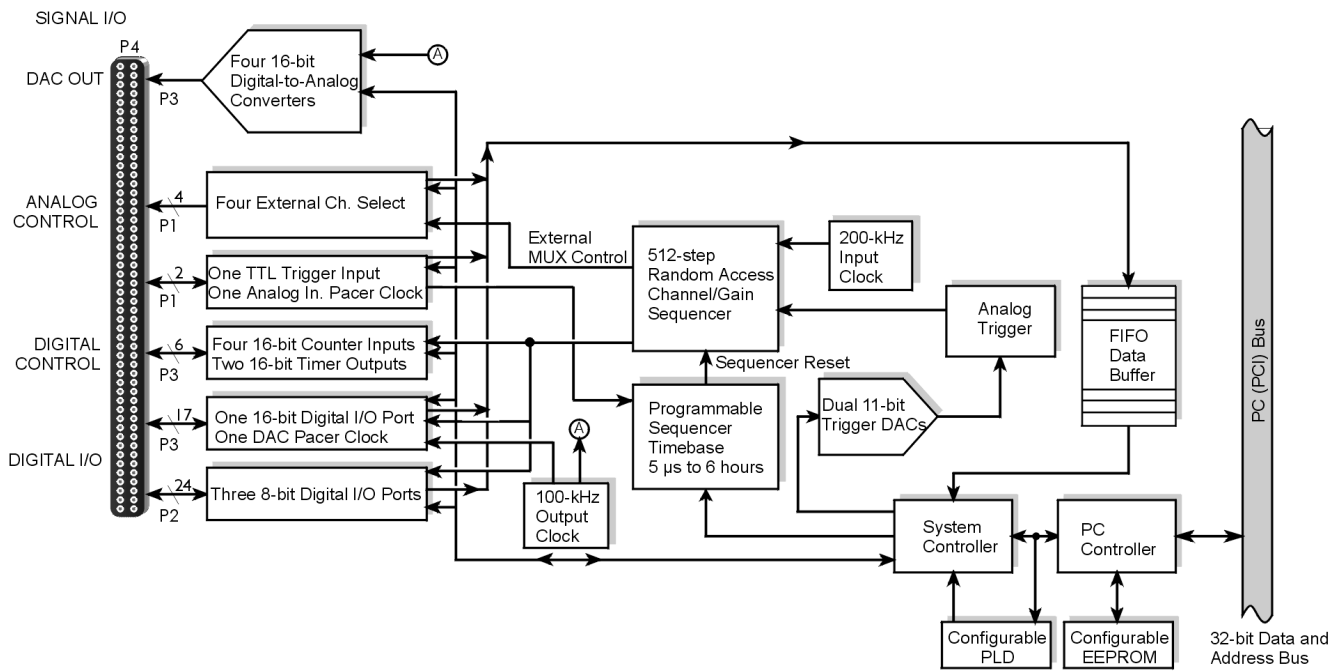 SIGNAL I/O
P4
DAC OUT
P3
Four 16-bit
Digital-to-Analog
Converters
A
ANALOG
CONTROL
4
P1
Four External Ch. Select
2
P1
One TTL Trigger Input
One Analog In. Pacer Clock
DIGITAL
CONTROL
6
P3
Four 16-bit Counter Inputs
Two 16-bit Timer Outputs
17
P3
One 16-bit Digital I/O Port
One DAC Pacer Clock
DIGITAL I/O
24
P2
Three 8-bit Digital I/O Ports
External
MUX Control
512-step
Random Access
Channel/Gain
Sequencer
200-kHz
Input
Clock
Analog
Trigger
Sequencer Reset
Programmable
Sequencer
Timebase
5 µs to 6 hours
Dual 11-bit
Trigger DACs
FIFO
Data
Buffer
A
100-kHz
Output
Clock
System
Controller
PC
Controller
Configurable
PLD
Configurable
EEPROM
PC (PCI) Bus
32-bit Data and
Address Bus